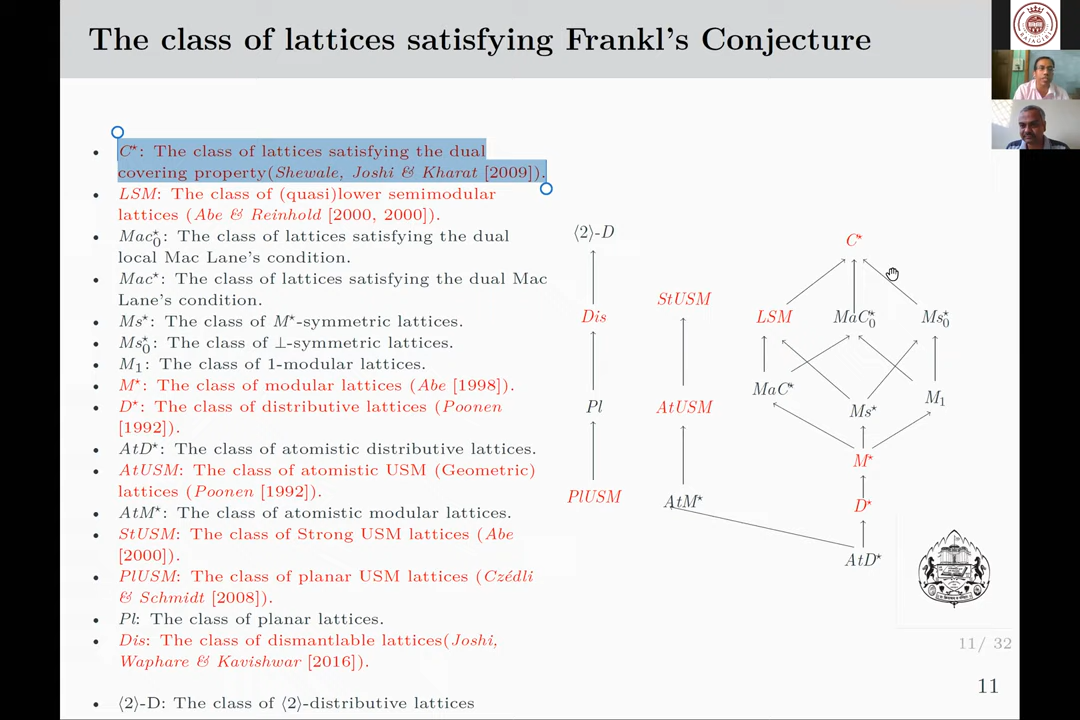 The class of lattices satisfying Frankl's Conjecture
RAJAGIRI
• C*: The class of lattices satisfying the dual
covering property(Shewale, Joshi & Kharat [2009]).
• LSM: The class of (quasi)lower semimodular
lattices (Abe & Reinhold [2000, 2000]).
• Mac₀*: The class of lattices satisfying the dual
local Mac Lane's condition.
• Mac*: The class of lattices satisfying the dual Mac
Lane's condition.
• Ms*: The class of M*-symmetric lattices.
• Ms₀*: The class of ⊥-symmetric lattices.
• M₁: The class of 1-modular lattices.
• M*: The class of modular lattices (Abe [1998]).
• D*: The class of distributive lattices (Poonen
[1992]).
• AtD*: The class of atomistic distributive lattices.
• AtUSM: The class of atomistic USM (Geometric)
lattices (Poonen [1992]).
• AtM*: The class of atomistic modular lattices.
• StUSM: The class of Strong USM lattices (Abe
[2000]).
• PlUSM: The class of planar USM lattices (Czédli
& Schmidt [2008]).
• Pl: The class of planar lattices.
• Dis: The class of dismantlable lattices(Joshi,
Waphare & Kavishwar [2016]).
• ⟨2⟩-D: The class of ⟨2⟩-distributive lattices
⟨2⟩-D
Dis
Pl
PlUSM
StUSM
AtUSM
AtM*
C*
LSM
MaC₀*
Ms₀*
MaC*
Ms*
M₁
M*
D*
AtD*
11/ 32
11